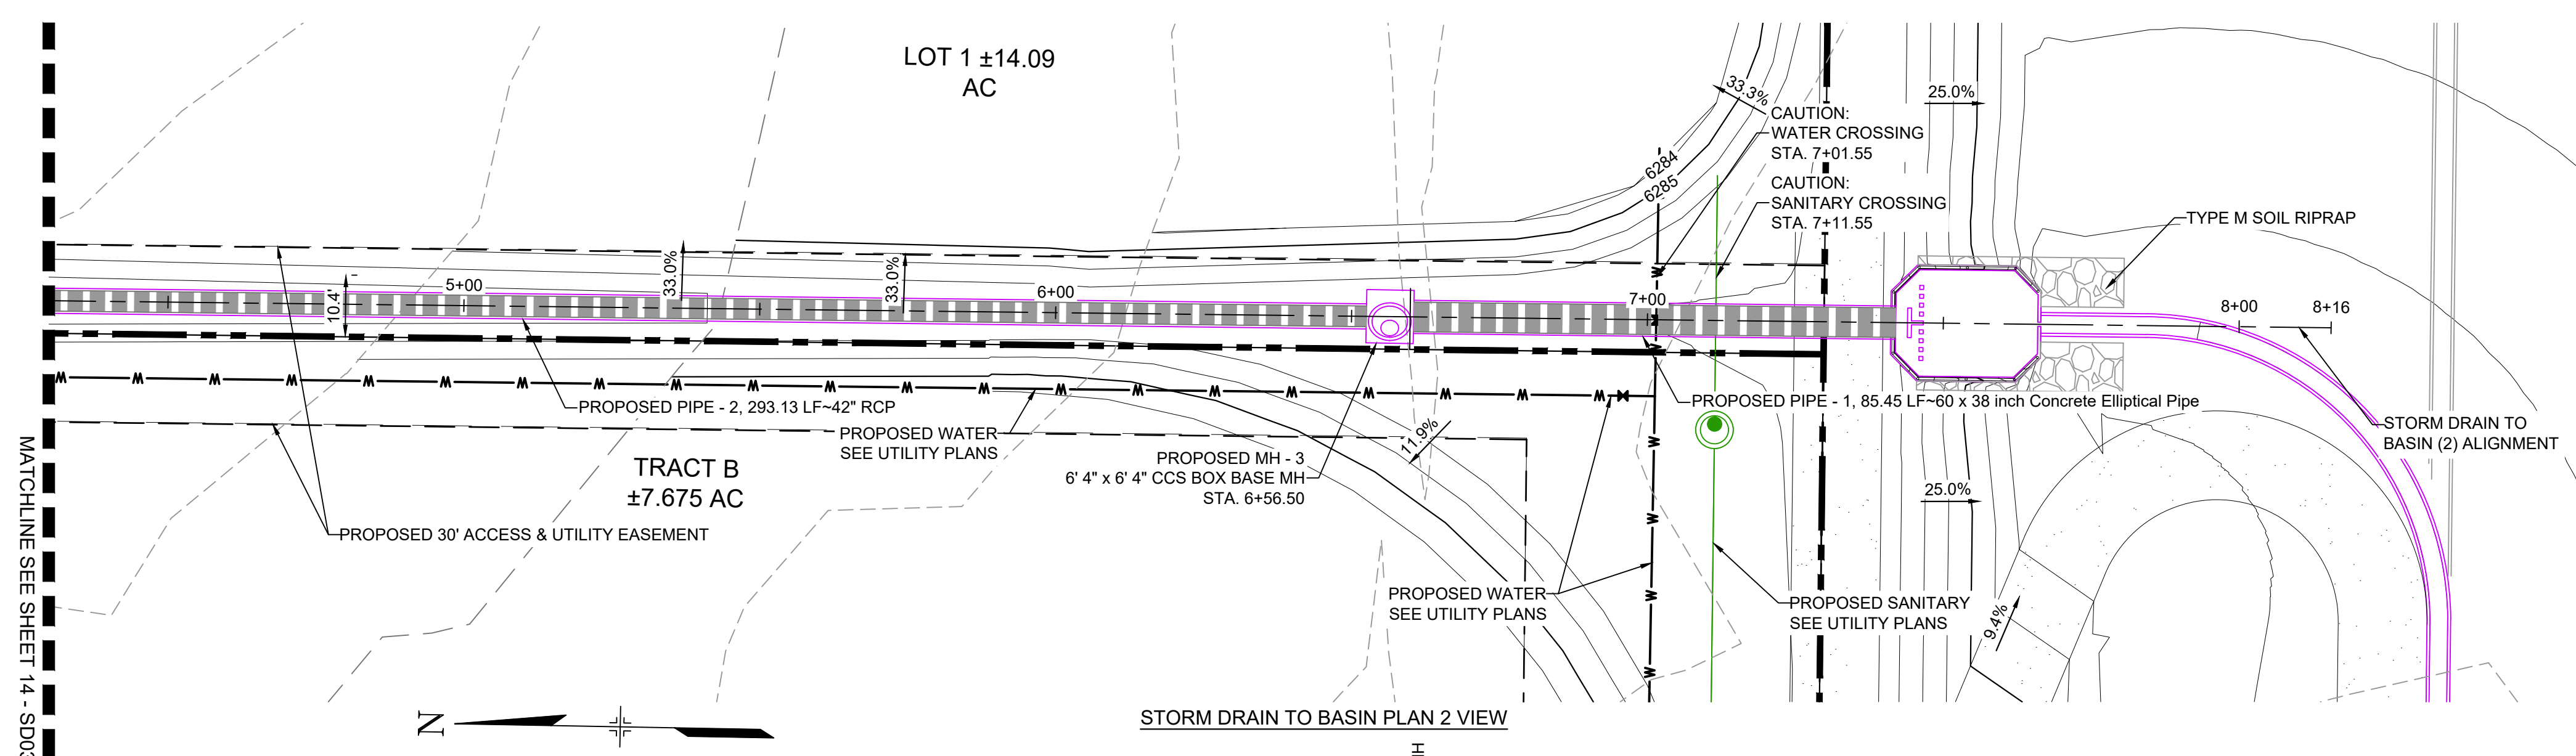 LOT 1 ±14.09
AC
33.3%
25.0%
CAUTION:
WATER CROSSING
STA. 7+01.55
6284
6285
CAUTION:
SANITARY CROSSING
STA. 7+11.55
TYPE M SOIL RIPRAP
10.4'
5+00
33.0%
33.0%
6+00
7+00
8+00
8+16
PROPOSED PIPE - 2, 293.13 LF~42" RCP
PROPOSED PIPE - 1, 85.45 LF~60 x 38 inch Concrete Elliptical Pipe
STORM DRAIN TO
BASIN (2) ALIGNMENT
PROPOSED WATER
SEE UTILITY PLANS
11.9%
PROPOSED MH - 3
6' 4" x 6' 4" CCS BOX BASE MH
STA. 6+56.50
TRACT B
±7.675 AC
25.0%
PROPOSED 30' ACCESS & UTILITY EASEMENT
PROPOSED WATER
SEE UTILITY PLANS
PROPOSED SANITARY
SEE UTILITY PLANS
9.4%
MATCHLINE SEE SHEET 14 - SD03
N
STORM DRAIN TO BASIN PLAN 2 VIEW